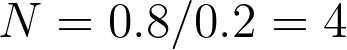 N = 0.8/0.2 = 4